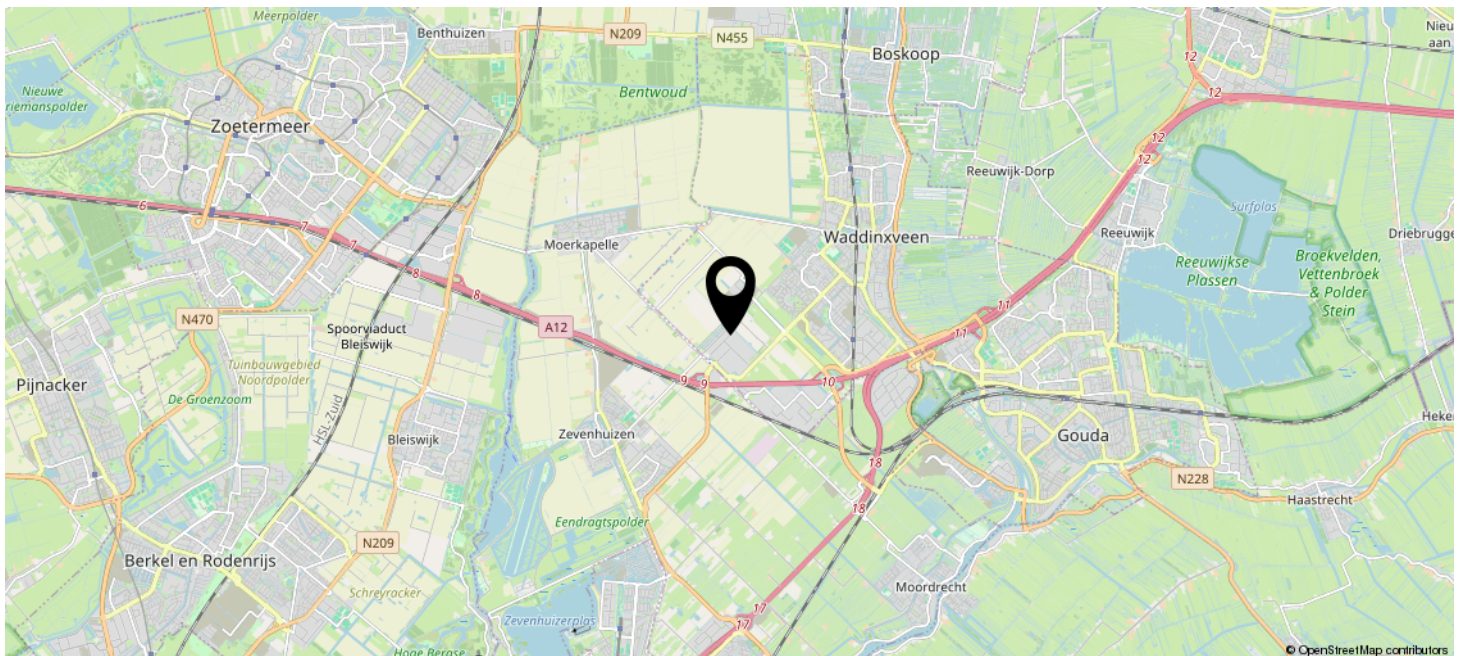 Meerpolder
Benthuizen
N209
N455
Boskoop
Nieu
aan
Nieuwe
riemanspolder
Bentwoud
12
12
Zoetermeer
12
12
Reeuwijk-Dorp
6
7
7
8
8
Moerkapelle
Waddinxveen
Surfplas
Reeuwijk
Driebrugge
Reeuwijkse
Plassen
Broekvelden,
Vettenbroek
& Polder
Stein
N470
Spoorviaduct
Bleiswijk
A12
11
11
Tuinbouwgebied
Noordpolder
Pijnacker
De Groenzoom
9
9
10
HSL-Zuid
Bleiswijk
Zevenhuizen
Gouda
Heke
18
18
N228
Haastrecht
Eendragtspolder
N209
Berkel en Rodenrijs
Schreyracker
Moordrecht
Zevenhuizerplas
17
17
Hoge Bergse
© OpenStreetMap contributors